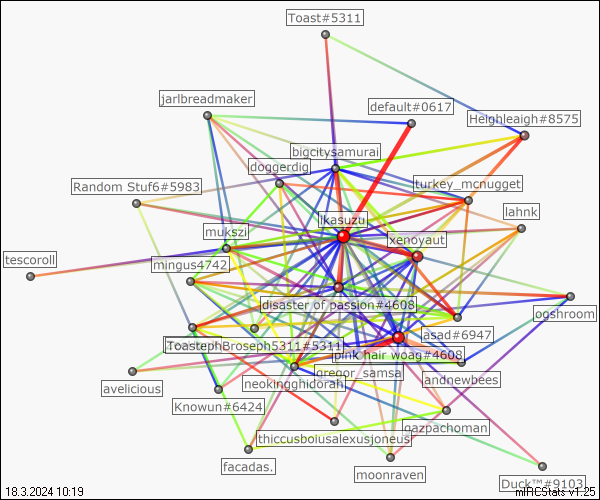 Toast#5311
jarlbreadmaker
default#0617
Heighleigh#8575
bigcitysamurai
doggerdig
turkey_mcnugget
Random Stuf6#5983
lkasuzu
lahnk
mukszi
xenoyaut
tescoroll
mingus4742
disaster of passion#4608
ogshroom
asad#6947
Toastephbroseph5311#5311
pink hair woag#4608
gregor_samsa
andnewbees
avelicious
neokingghidorah
Knowun#6424
gazpachoman
thiccusboiusalexusjoneus
facadas.
moonraven
Duck™#9103
18.3.2024 10:19
mIRCStats v1.25